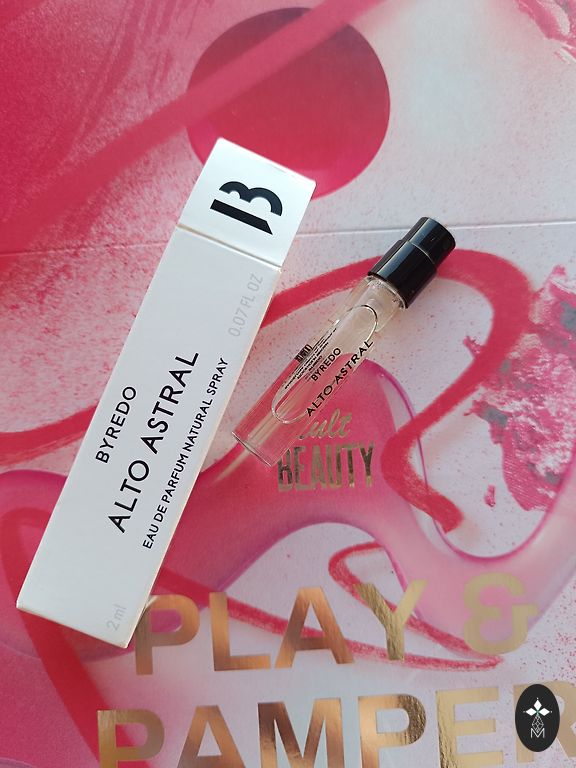 B
0.07 FL OZ
BYREDO
ALTO ASTRAL
EAU DE PARFUM NATURAL SPRAY
2 ml
BYREDO
ALTO ASTRAL
Cult
BEAUTY
PLAY &
PAMPER